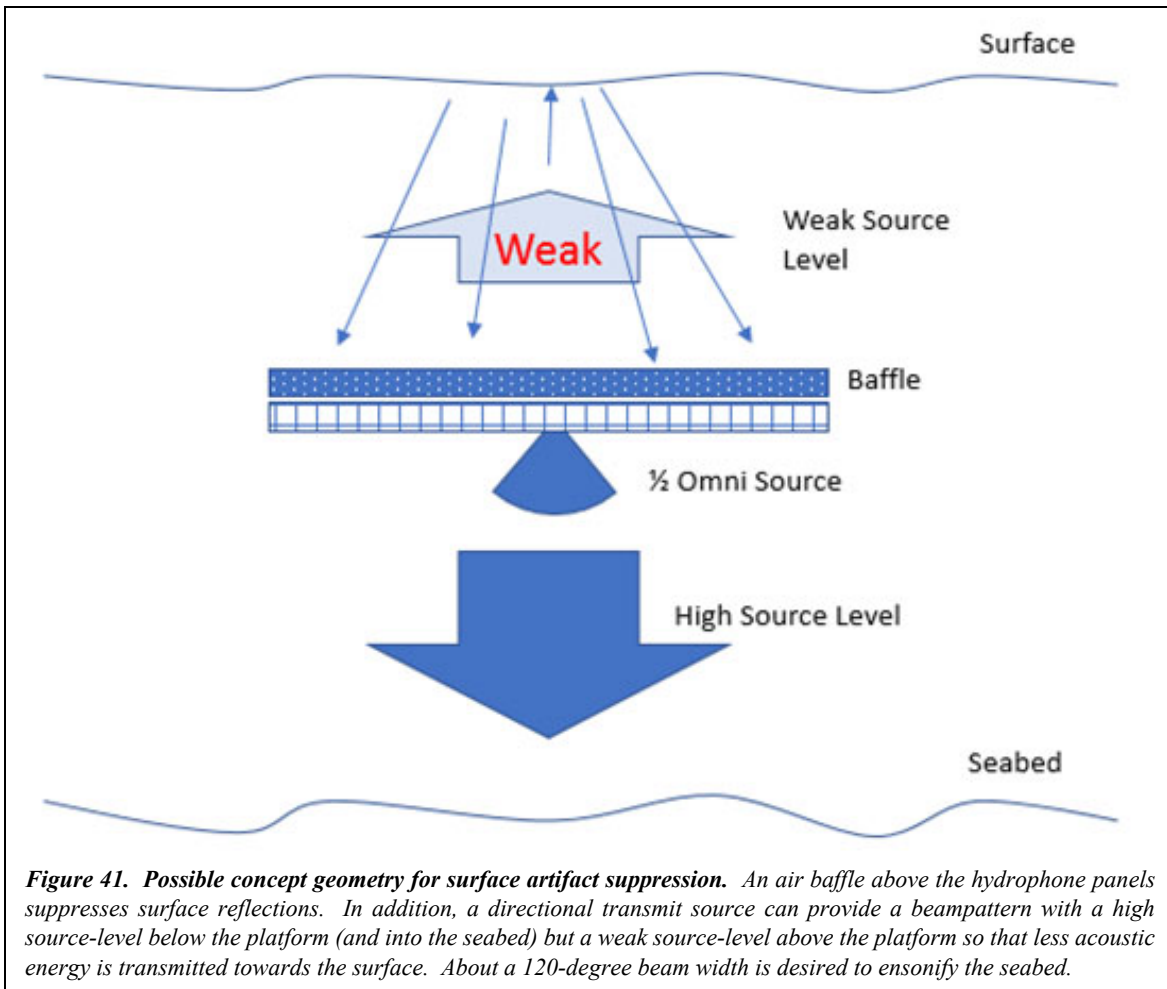 Surface
Weak
Weak Source
Level
Baffle
½ Omni Source
High Source Level
Seabed
Figure 41. Possible concept geometry for surface artifact suppression. An air baffle above the hydrophone panels
suppresses surface reflections. In addition, a directional transmit source can provide a beampattern with a high
source-level below the platform (and into the seabed) but a weak source-level above the platform so that less acoustic
energy is transmitted towards the surface. About a 120-degree beam width is desired to ensonify the seabed.